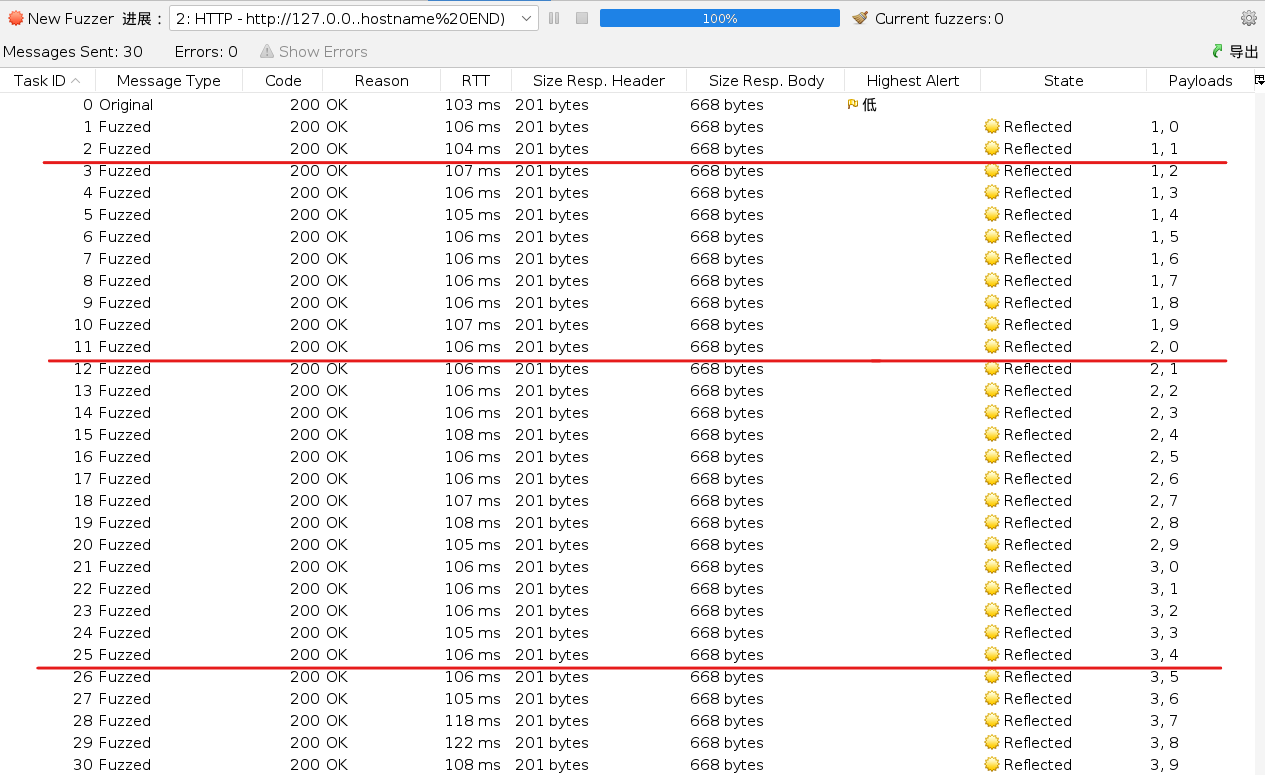 New Fuzzer 进展： 2: HTTP - http://127.0.0..hostname%20END) 100% Current fuzzers: 0
Messages Sent: 30 Errors: 0 Show Errors 导出
Task ID Message Type Code Reason RTT Size Resp. Header Size Resp. Body Highest Alert State Payloads
0 Original 200 OK 103 ms 201 bytes 668 bytes 低
1 Fuzzed 200 OK 106 ms 201 bytes 668 bytes Reflected 1, 0
2 Fuzzed 200 OK 104 ms 201 bytes 668 bytes Reflected 1, 1
3 Fuzzed 200 OK 107 ms 201 bytes 668 bytes Reflected 1, 2
4 Fuzzed 200 OK 106 ms 201 bytes 668 bytes Reflected 1, 3
5 Fuzzed 200 OK 105 ms 201 bytes 668 bytes Reflected 1, 4
6 Fuzzed 200 OK 106 ms 201 bytes 668 bytes Reflected 1, 5
7 Fuzzed 200 OK 106 ms 201 bytes 668 bytes Reflected 1, 6
8 Fuzzed 200 OK 106 ms 201 bytes 668 bytes Reflected 1, 7
9 Fuzzed 200 OK 106 ms 201 bytes 668 bytes Reflected 1, 8
10 Fuzzed 200 OK 107 ms 201 bytes 668 bytes Reflected 1, 9
11 Fuzzed 200 OK 106 ms 201 bytes 668 bytes Reflected 2, 0
12 Fuzzed 200 OK 106 ms 201 bytes 668 bytes Reflected 2, 1
13 Fuzzed 200 OK 106 ms 201 bytes 668 bytes Reflected 2, 2
14 Fuzzed 200 OK 106 ms 201 bytes 668 bytes Reflected 2, 3
15 Fuzzed 200 OK 108 ms 201 bytes 668 bytes Reflected 2, 4
16 Fuzzed 200 OK 106 ms 201 bytes 668 bytes Reflected 2, 5
17 Fuzzed 200 OK 106 ms 201 bytes 668 bytes Reflected 2, 6
18 Fuzzed 200 OK 107 ms 201 bytes 668 bytes Reflected 2, 7
19 Fuzzed 200 OK 108 ms 201 bytes 668 bytes Reflected 2, 8
20 Fuzzed 200 OK 105 ms 201 bytes 668 bytes Reflected 2, 9
21 Fuzzed 200 OK 106 ms 201 bytes 668 bytes Reflected 3, 0
22 Fuzzed 200 OK 106 ms 201 bytes 668 bytes Reflected 3, 1
23 Fuzzed 200 OK 106 ms 201 bytes 668 bytes Reflected 3, 2
24 Fuzzed 200 OK 105 ms 201 bytes 668 bytes Reflected 3, 3
25 Fuzzed 200 OK 106 ms 201 bytes 668 bytes Reflected 3, 4
26 Fuzzed 200 OK 106 ms 201 bytes 668 bytes Reflected 3, 5
27 Fuzzed 200 OK 105 ms 201 bytes 668 bytes Reflected 3, 6
28 Fuzzed 200 OK 118 ms 201 bytes 668 bytes Reflected 3, 7
29 Fuzzed 200 OK 122 ms 201 bytes 668 bytes Reflected 3, 8
30 Fuzzed 200 OK 108 ms 201 bytes 668 bytes Reflected 3, 9